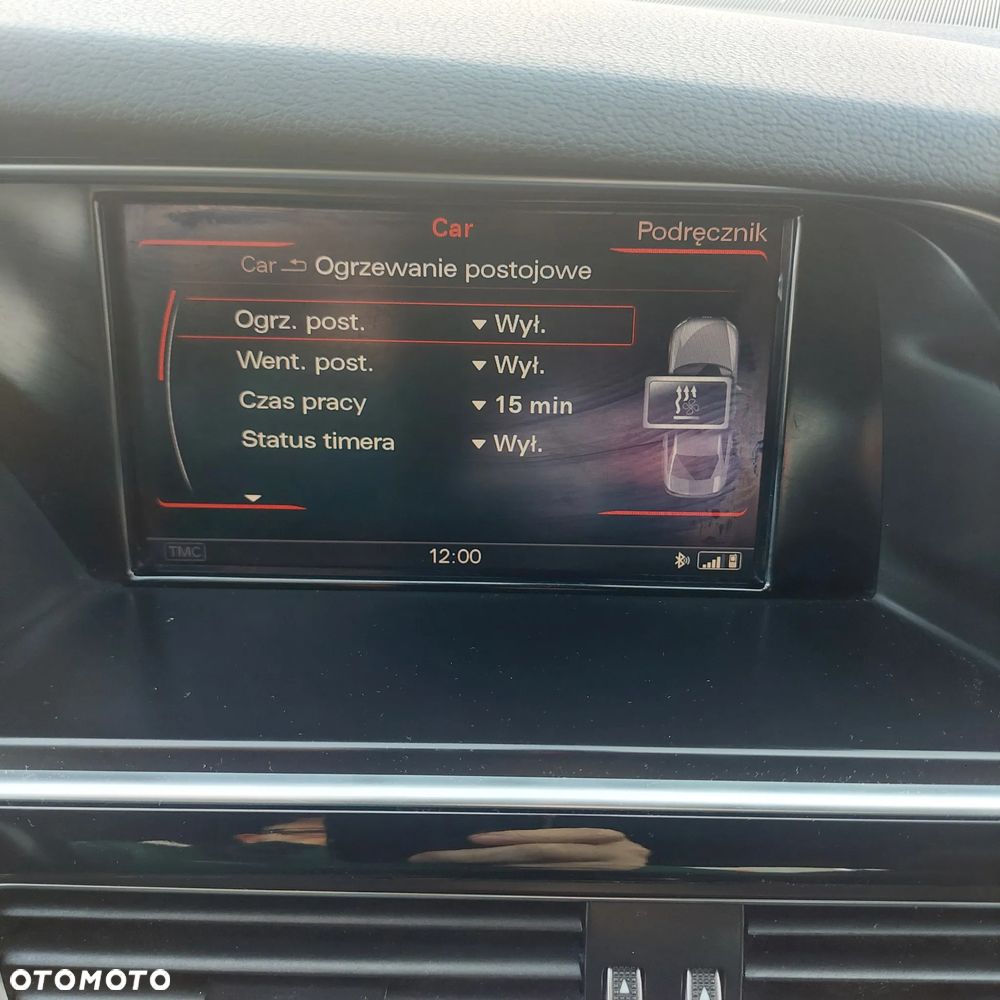 Car
Podręcznik
Car Ogrzewanie postojowe
Ogrz. post. Wył.
Went. post. Wył.
Czas pracy 15 min
Status timera Wył.
TMC
12:00
OTOMOTO